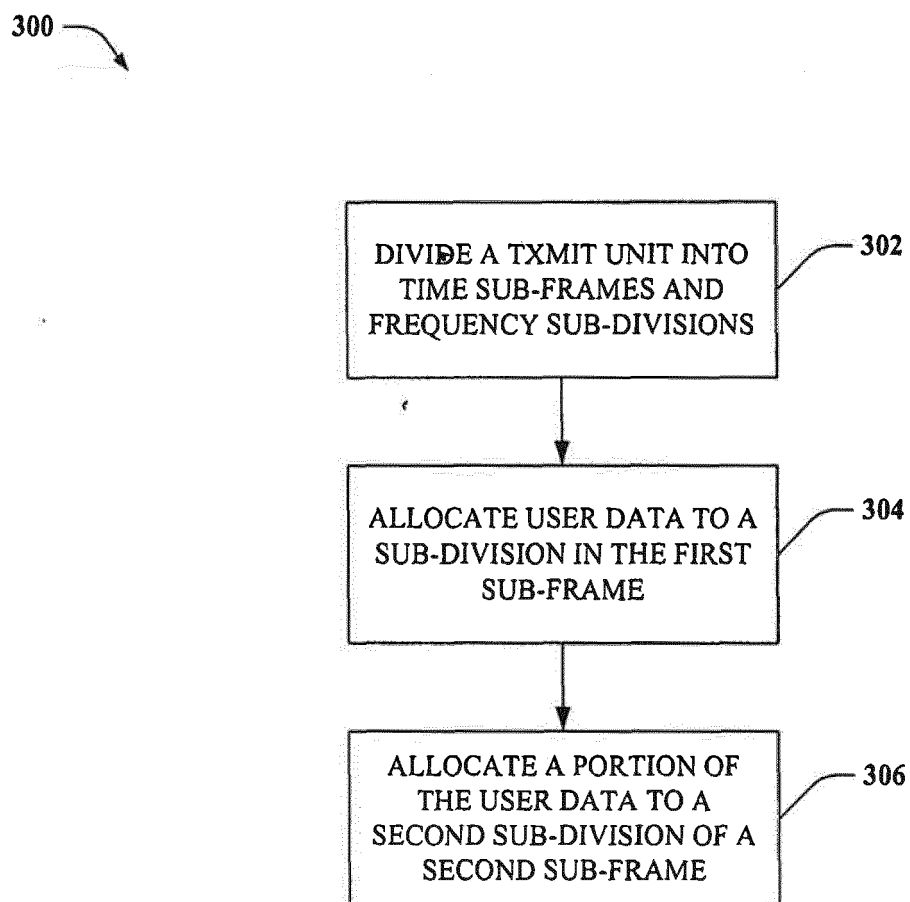 300
DIVIDE A TXMIT UNIT INTO
TIME SUB-FRAMES AND
FREQUENCY SUB-DIVISIONS
302
ALLOCATE USER DATA TO A
SUB-DIVISION IN THE FIRST
SUB-FRAME
304
ALLOCATE A PORTION OF
THE USER DATA TO A
SECOND SUB-DIVISION OF A
SECOND SUB-FRAME
306